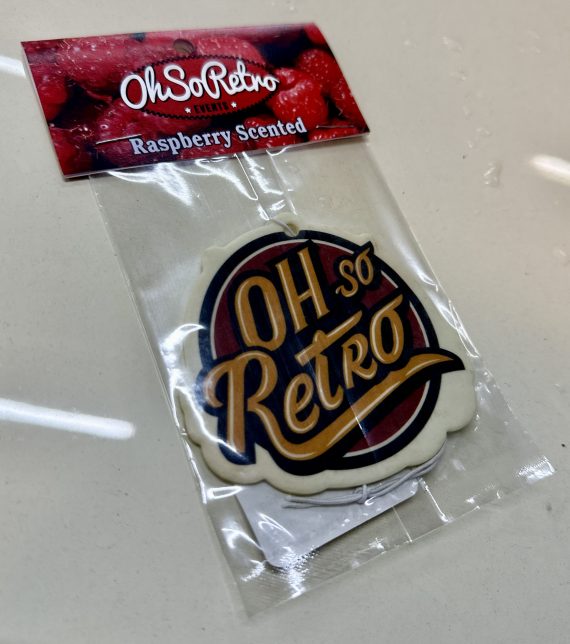 OhSoRetro
EVENTS
Raspberry Scented
OH so
Retro